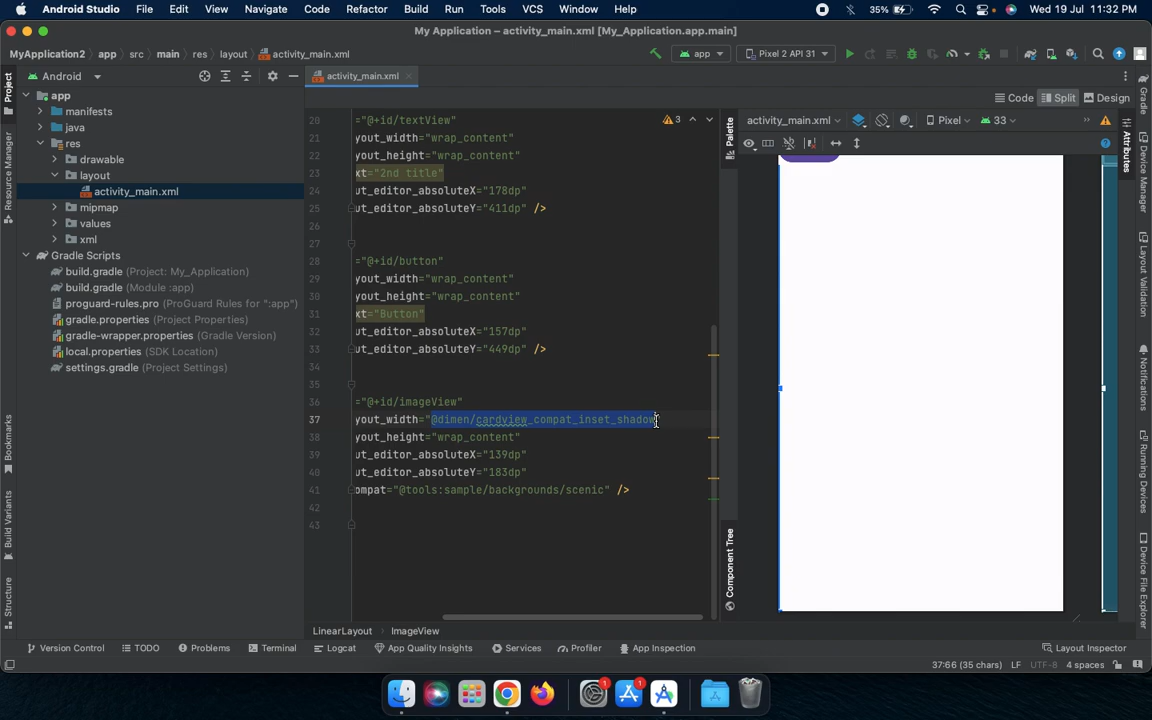 Android Studio File Edit View Navigate Code Refactor Build Run Tools VCS Window Help 35% Wed 19 Jul 11:32 PM
My Application – activity_main.xml [My_Application.app.main]
MyApplication2 app src main res layout activity_main.xml app Pixel 2 API 31
Android
activity_main.xml
Code Split Design
app
manifests
java
res
drawable
layout
activity_main.xml
mipmap
values
xml
Gradle Scripts
build.gradle (Project: My_Application)
build.gradle (Module :app)
proguard-rules.pro (ProGuard Rules for ":app")
gradle.properties (Project Properties)
gradle-wrapper.properties (Gradle Version)
local.properties (SDK Location)
settings.gradle (Project Settings)
Project
Resource Manager
Bookmarks
Build Variants
Structure
20 ="@+id/textView" 3
21 yout_width="wrap_content"
22 yout_height="wrap_content"
23 xt="2nd title"
24 ut_editor_absoluteX="178dp"
25 ut_editor_absoluteY="411dp" />
26
27
28 ="@+id/button"
29 yout_width="wrap_content"
30 yout_height="wrap_content"
31 xt="Button"
32 ut_editor_absoluteX="157dp"
33 ut_editor_absoluteY="449dp" />
34
35
36 ="@+id/imageView"
37 yout_width="@dimen/cardview_compat_inset_shadow
38 yout_height="wrap_content"
39 ut_editor_absoluteX="139dp"
40 ut_editor_absoluteY="183dp"
41 ompat="@tools:sample/backgrounds/scenic" />
42
43
LinearLayout ImageView
Palette
Component Tree
activity_main.xml Pixel 33
Attributes
Gradle
Device Manager
Layout Validation
Notifications
Running Devices
Device File Explorer
Version Control TODO Problems Terminal Logcat App Quality Insights Services Profiler App Inspection Layout Inspector
37:66 (35 chars) LF UTF-8 4 spaces
1 1